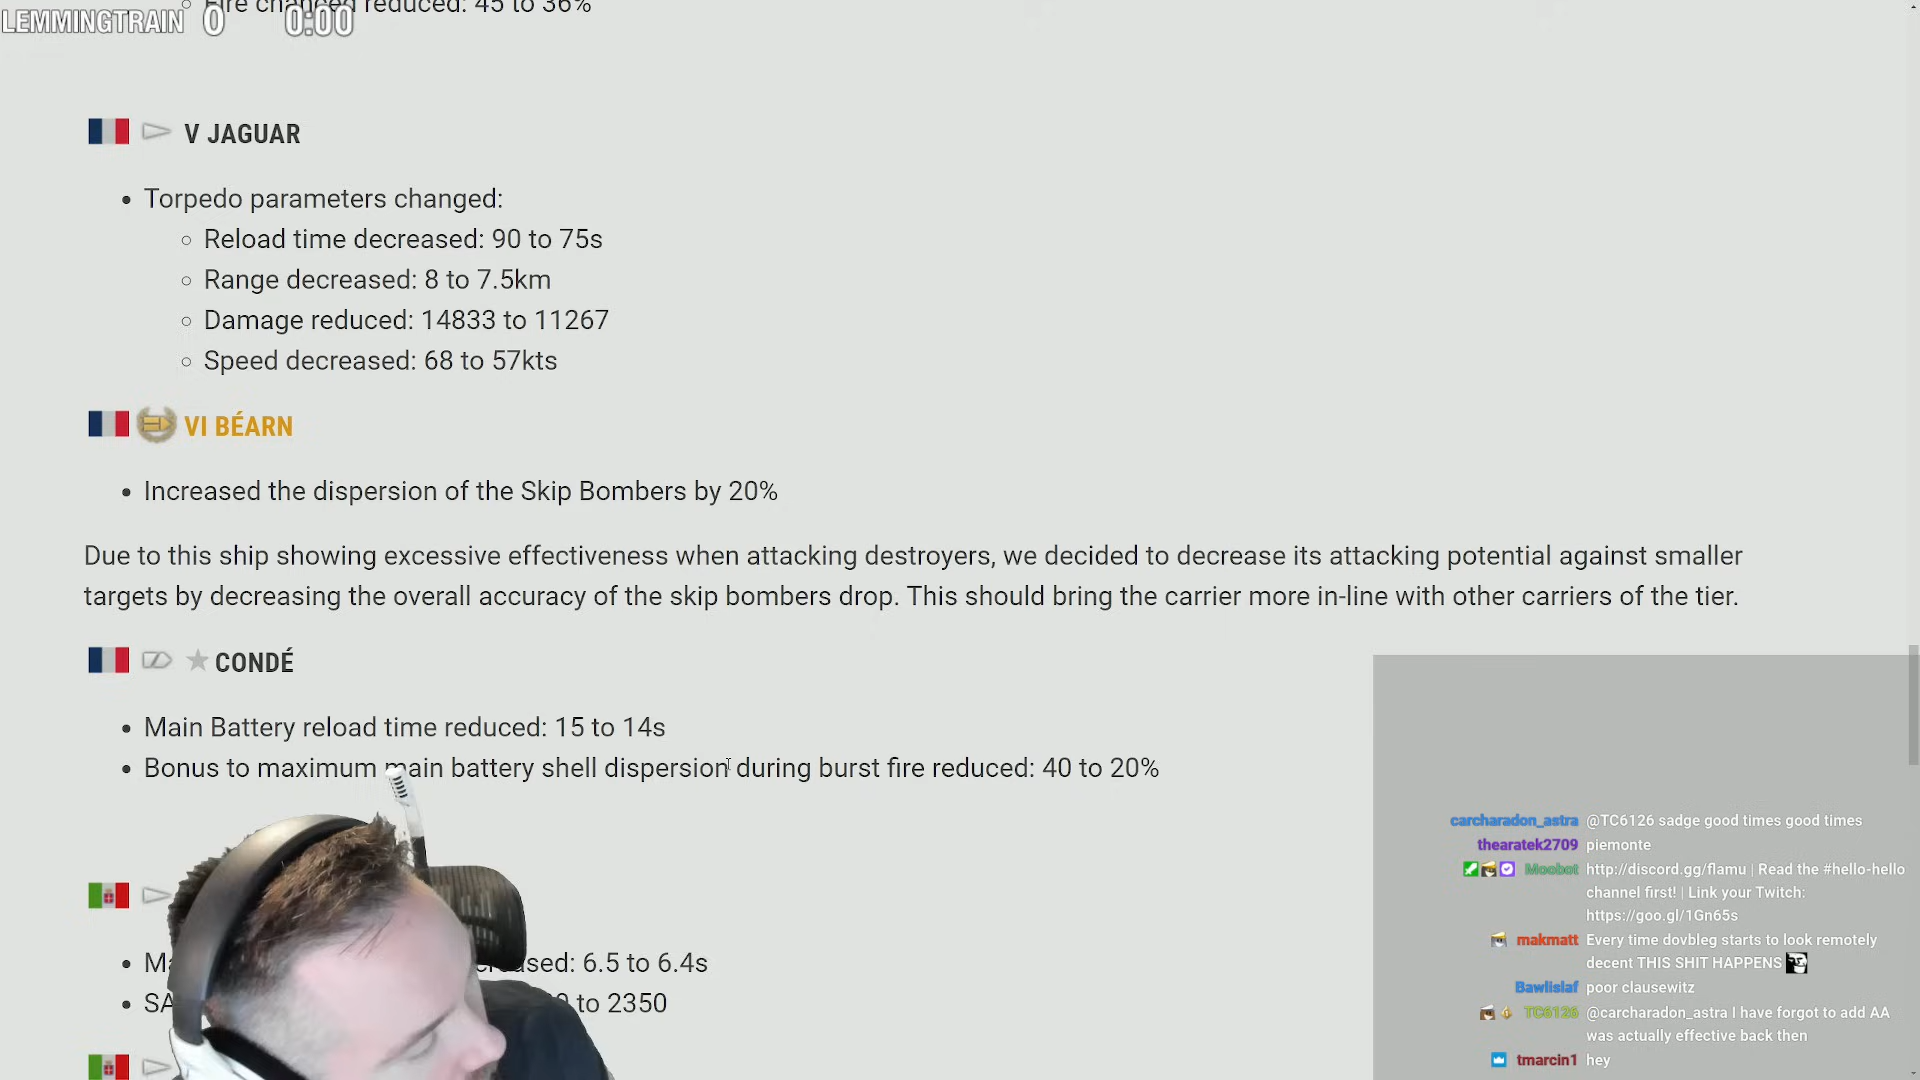 Fire changed reduced: 45 to 36%
LEMMINGTRAIN 0 0:00
V JAGUAR
Torpedo parameters changed:
Reload time decreased: 90 to 75s
Range decreased: 8 to 7.5km
Damage reduced: 14833 to 11267
Speed decreased: 68 to 57kts
VI BÉARN
Increased the dispersion of the Skip Bombers by 20%
Due to this ship showing excessive effectiveness when attacking destroyers, we decided to decrease its attacking potential against smaller
targets by decreasing the overall accuracy of the skip bombers drop. This should bring the carrier more in-line with other carriers of the tier.
CONDÉ
Main Battery reload time reduced: 15 to 14s
Bonus to maximum main battery shell dispersion during burst fire reduced: 40 to 20%
6.5 to 6.4s
to 2350
carcharadon_astra @TC6126 sadge good times good times
thearatek2709 piemonte
Moobot http://discord.gg/flamu | Read the #hello-hello
channel first! | Link your Twitch:
https://goo.gl/1Gn65s
makmatt Every time dovbleg starts to look remotely
decent THIS SHIT HAPPENS
Bawlislaf poor clausewitz
TC6126 @carcharadon_astra I have forgot to add AA
was actually effective back then
tmarcin1 hey